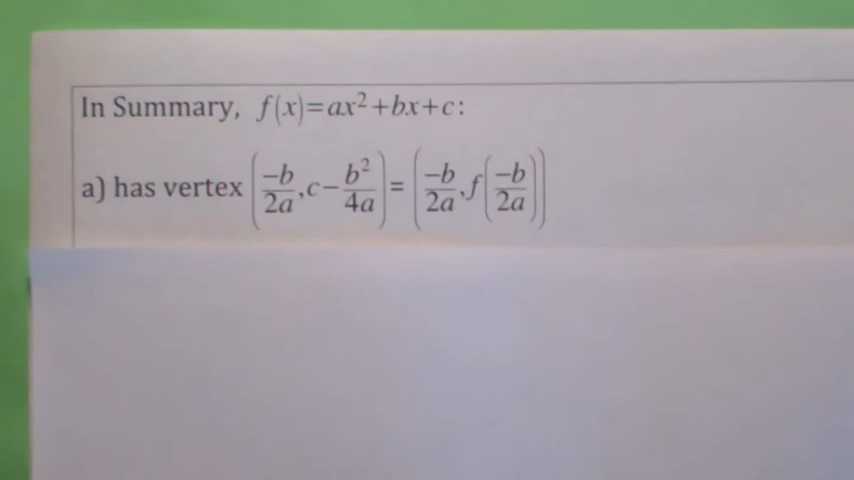 In Summary, f(x)=ax²+bx+c:
a) has vertex (-b/2a, c-b²/4a) = (-b/2a, f(-b/2a))